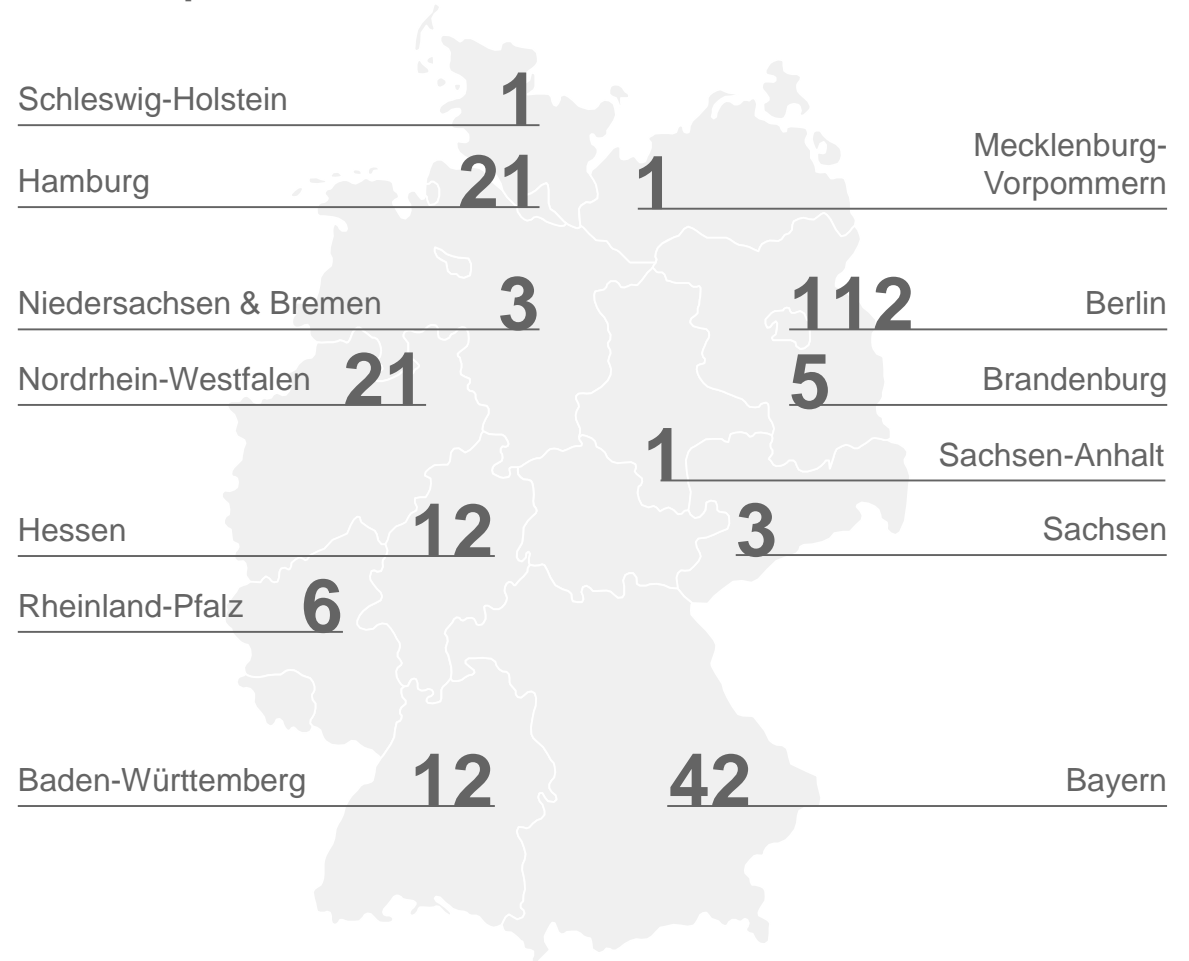 Schleswig-Holstein 1
Hamburg 21
Mecklenburg-
Vorpommern
1
Niedersachsen & Bremen 3
112 Berlin
Nordrhein-Westfalen 21
5 Brandenburg
1 Sachsen-Anhalt
Hessen 12
3 Sachsen
Rheinland-Pfalz 6
Baden-Württemberg 12
42 Bayern